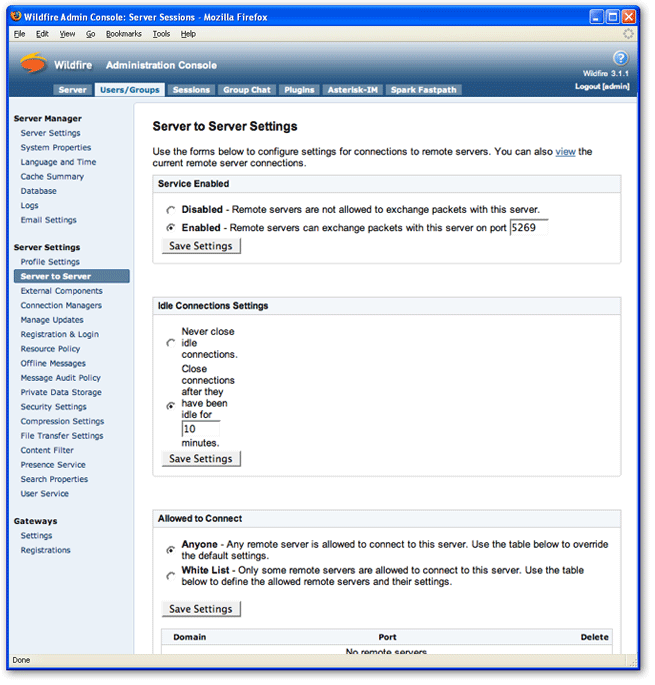 Wildfire Admin Console: Server Sessions - Mozilla Firefox
File Edit View Go Bookmarks Tools Help
Wildfire Administration Console
?
Wildfire 3.1.1
Logout [admin]
Server Users/Groups Sessions Group Chat Plugins Asterisk-IM Spark Fastpath
Server Manager
Server Settings
System Properties
Language and Time
Cache Summary
Database
Logs
Email Settings
Server Settings
Profile Settings
Server to Server
External Components
Connection Managers
Manage Updates
Registration & Login
Resource Policy
Offline Messages
Message Audit Policy
Private Data Storage
Security Settings
Compression Settings
File Transfer Settings
Content Filter
Presence Service
Search Properties
User Service
Gateways
Settings
Registrations
Server to Server Settings
Use the forms below to configure settings for connections to remote servers. You can also view the
current remote server connections.
Service Enabled
Disabled - Remote servers are not allowed to exchange packets with this server.
Enabled - Remote servers can exchange packets with this server on port 5269
Save Settings
Idle Connections Settings
Never close
idle
connections.
Close
connections
after they
have been
idle for
10
minutes.
Save Settings
Allowed to Connect
Anyone - Any remote server is allowed to connect to this server. Use the table below to override
the default settings.
White List - Only some remote servers are allowed to connect to this server. Use the table
below to define the allowed remote servers and their settings.
Save Settings
Domain Port Delete
No remote servers
Done